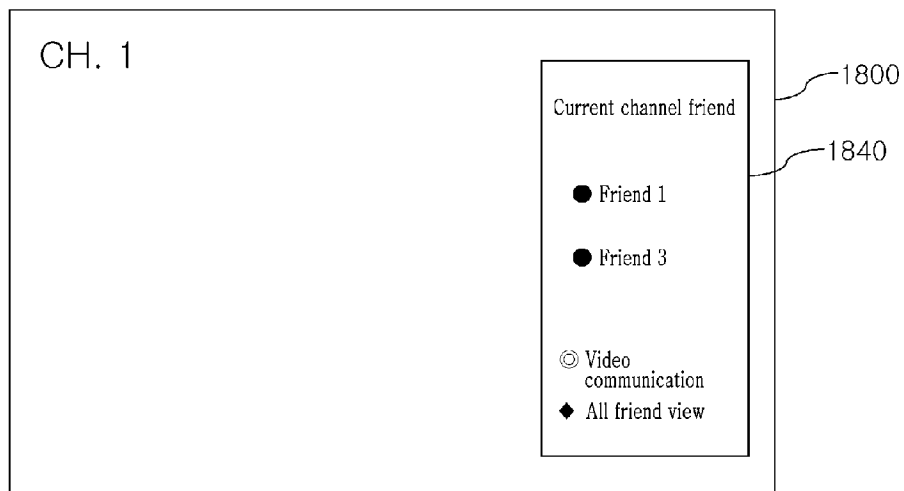 CH. 1
1800
Current channel friend
1840
Friend 1
Friend 3
Video
communication
All friend view